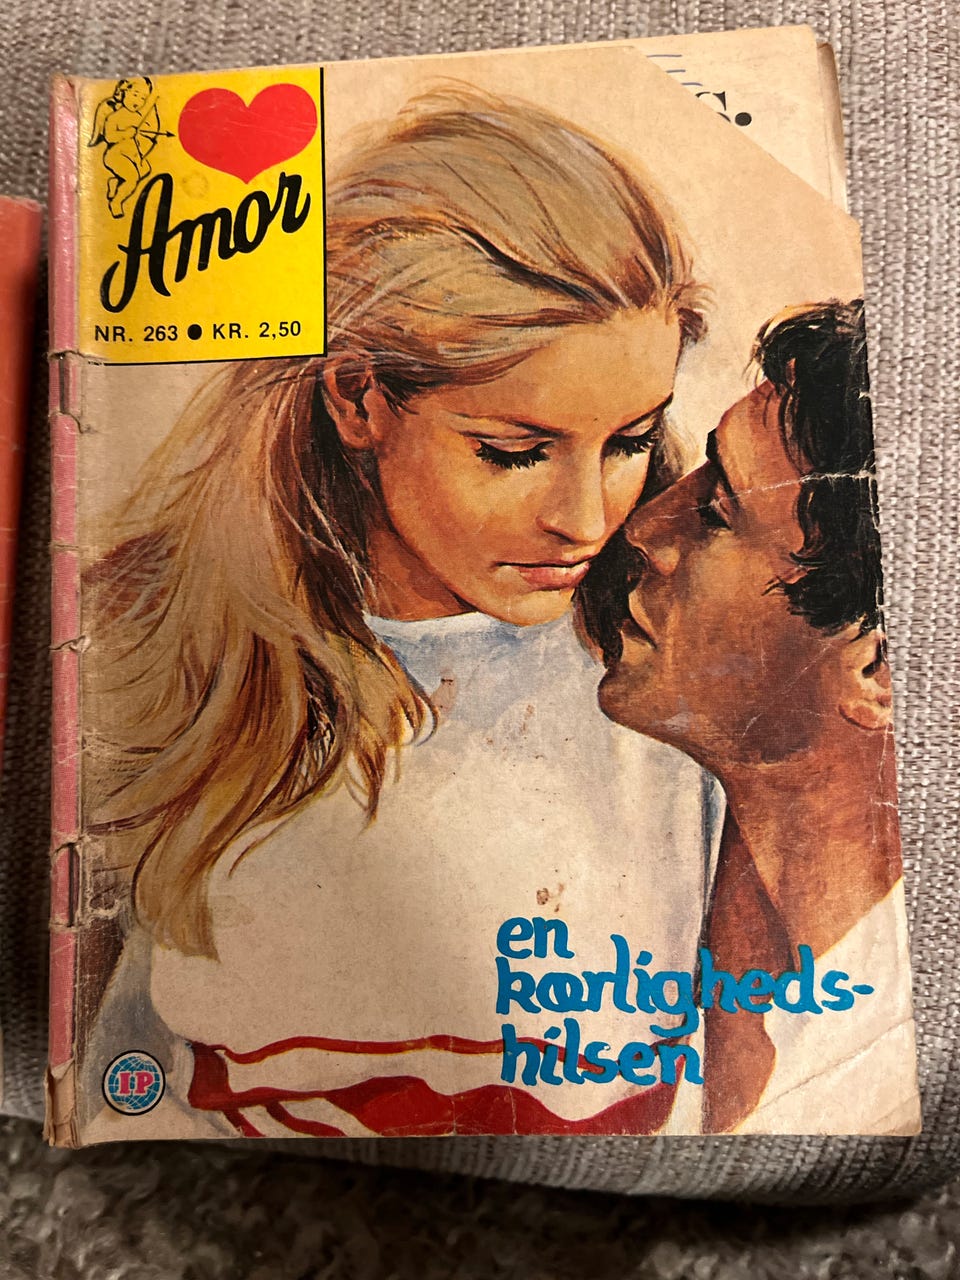 Amor
NR. 263 ● KR. 2,50
S.
en
kærligheds-
hilsen
IP